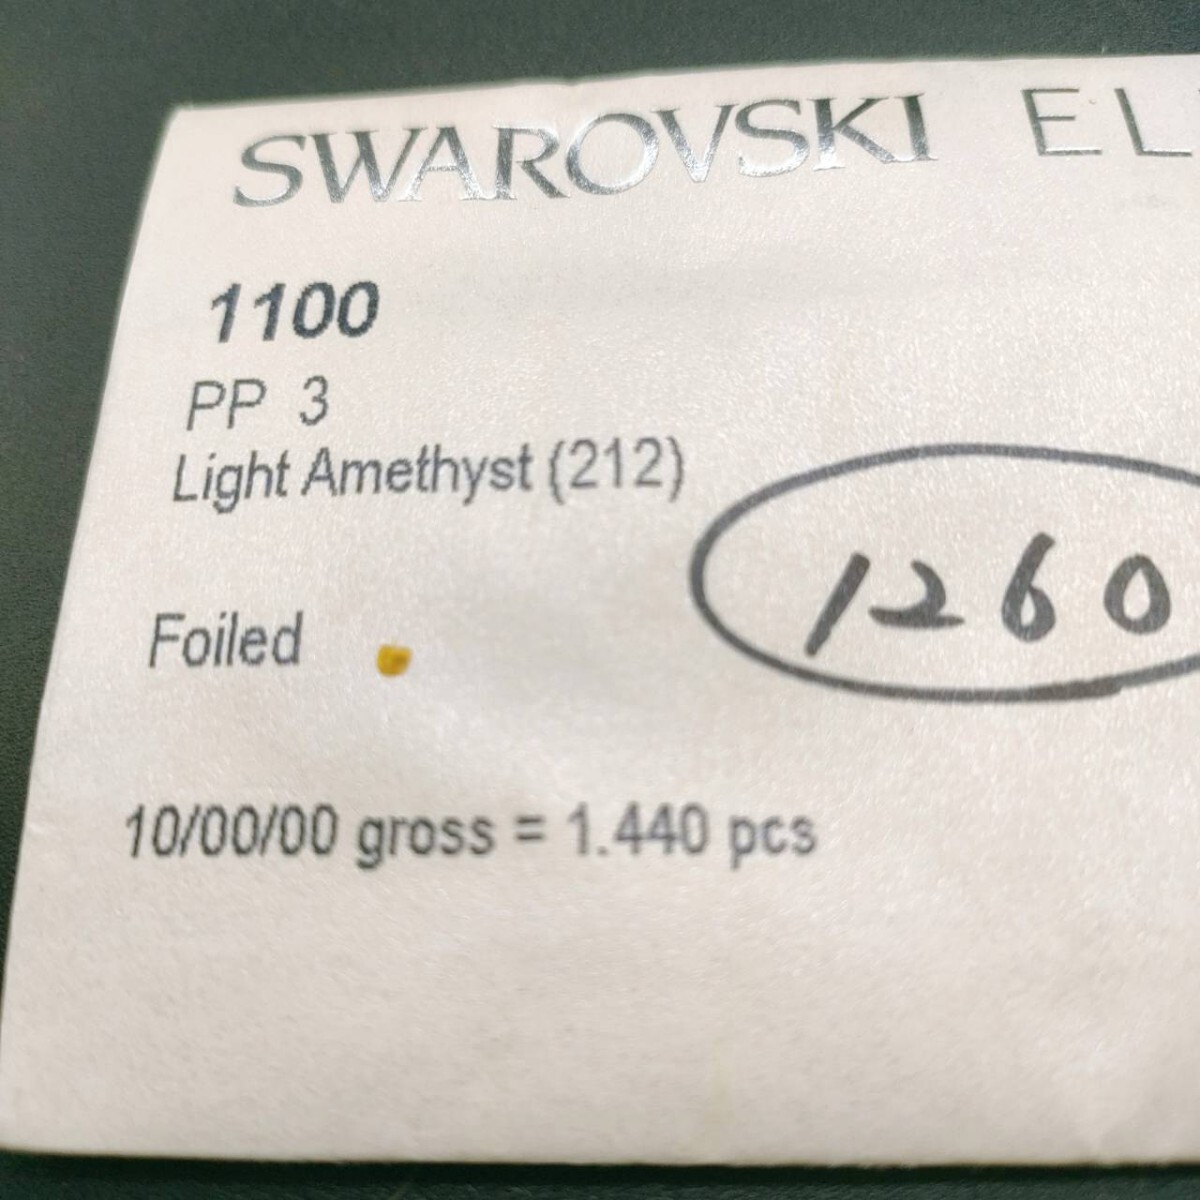 SWAROVSKI EL
1100
PP 3
Light Amethyst (212)
1260
Foiled
10/00/00 gross = 1.440 pcs